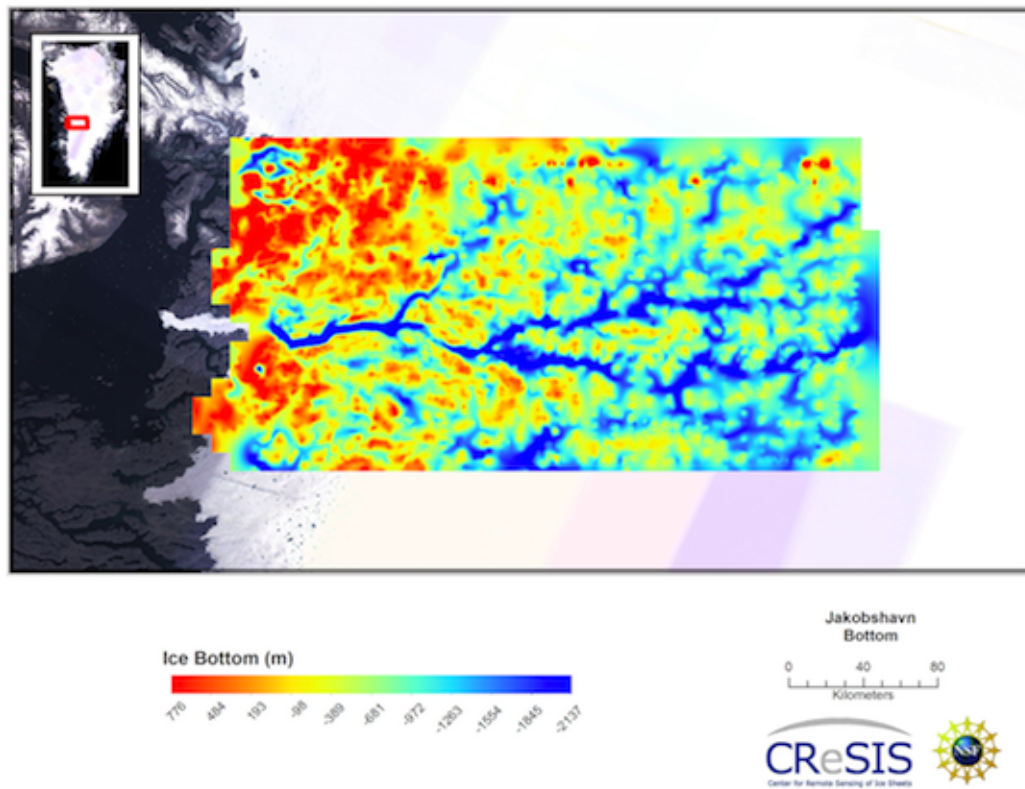 Ice Bottom (m)
776 484 193 -98 -389 -681 -972 -1263 -1554 -1845 -2137
Jakobshavn
Bottom
0 40 80
Kilometers
CReSIS
Center for Remote Sensing of Ice Sheets
NSF